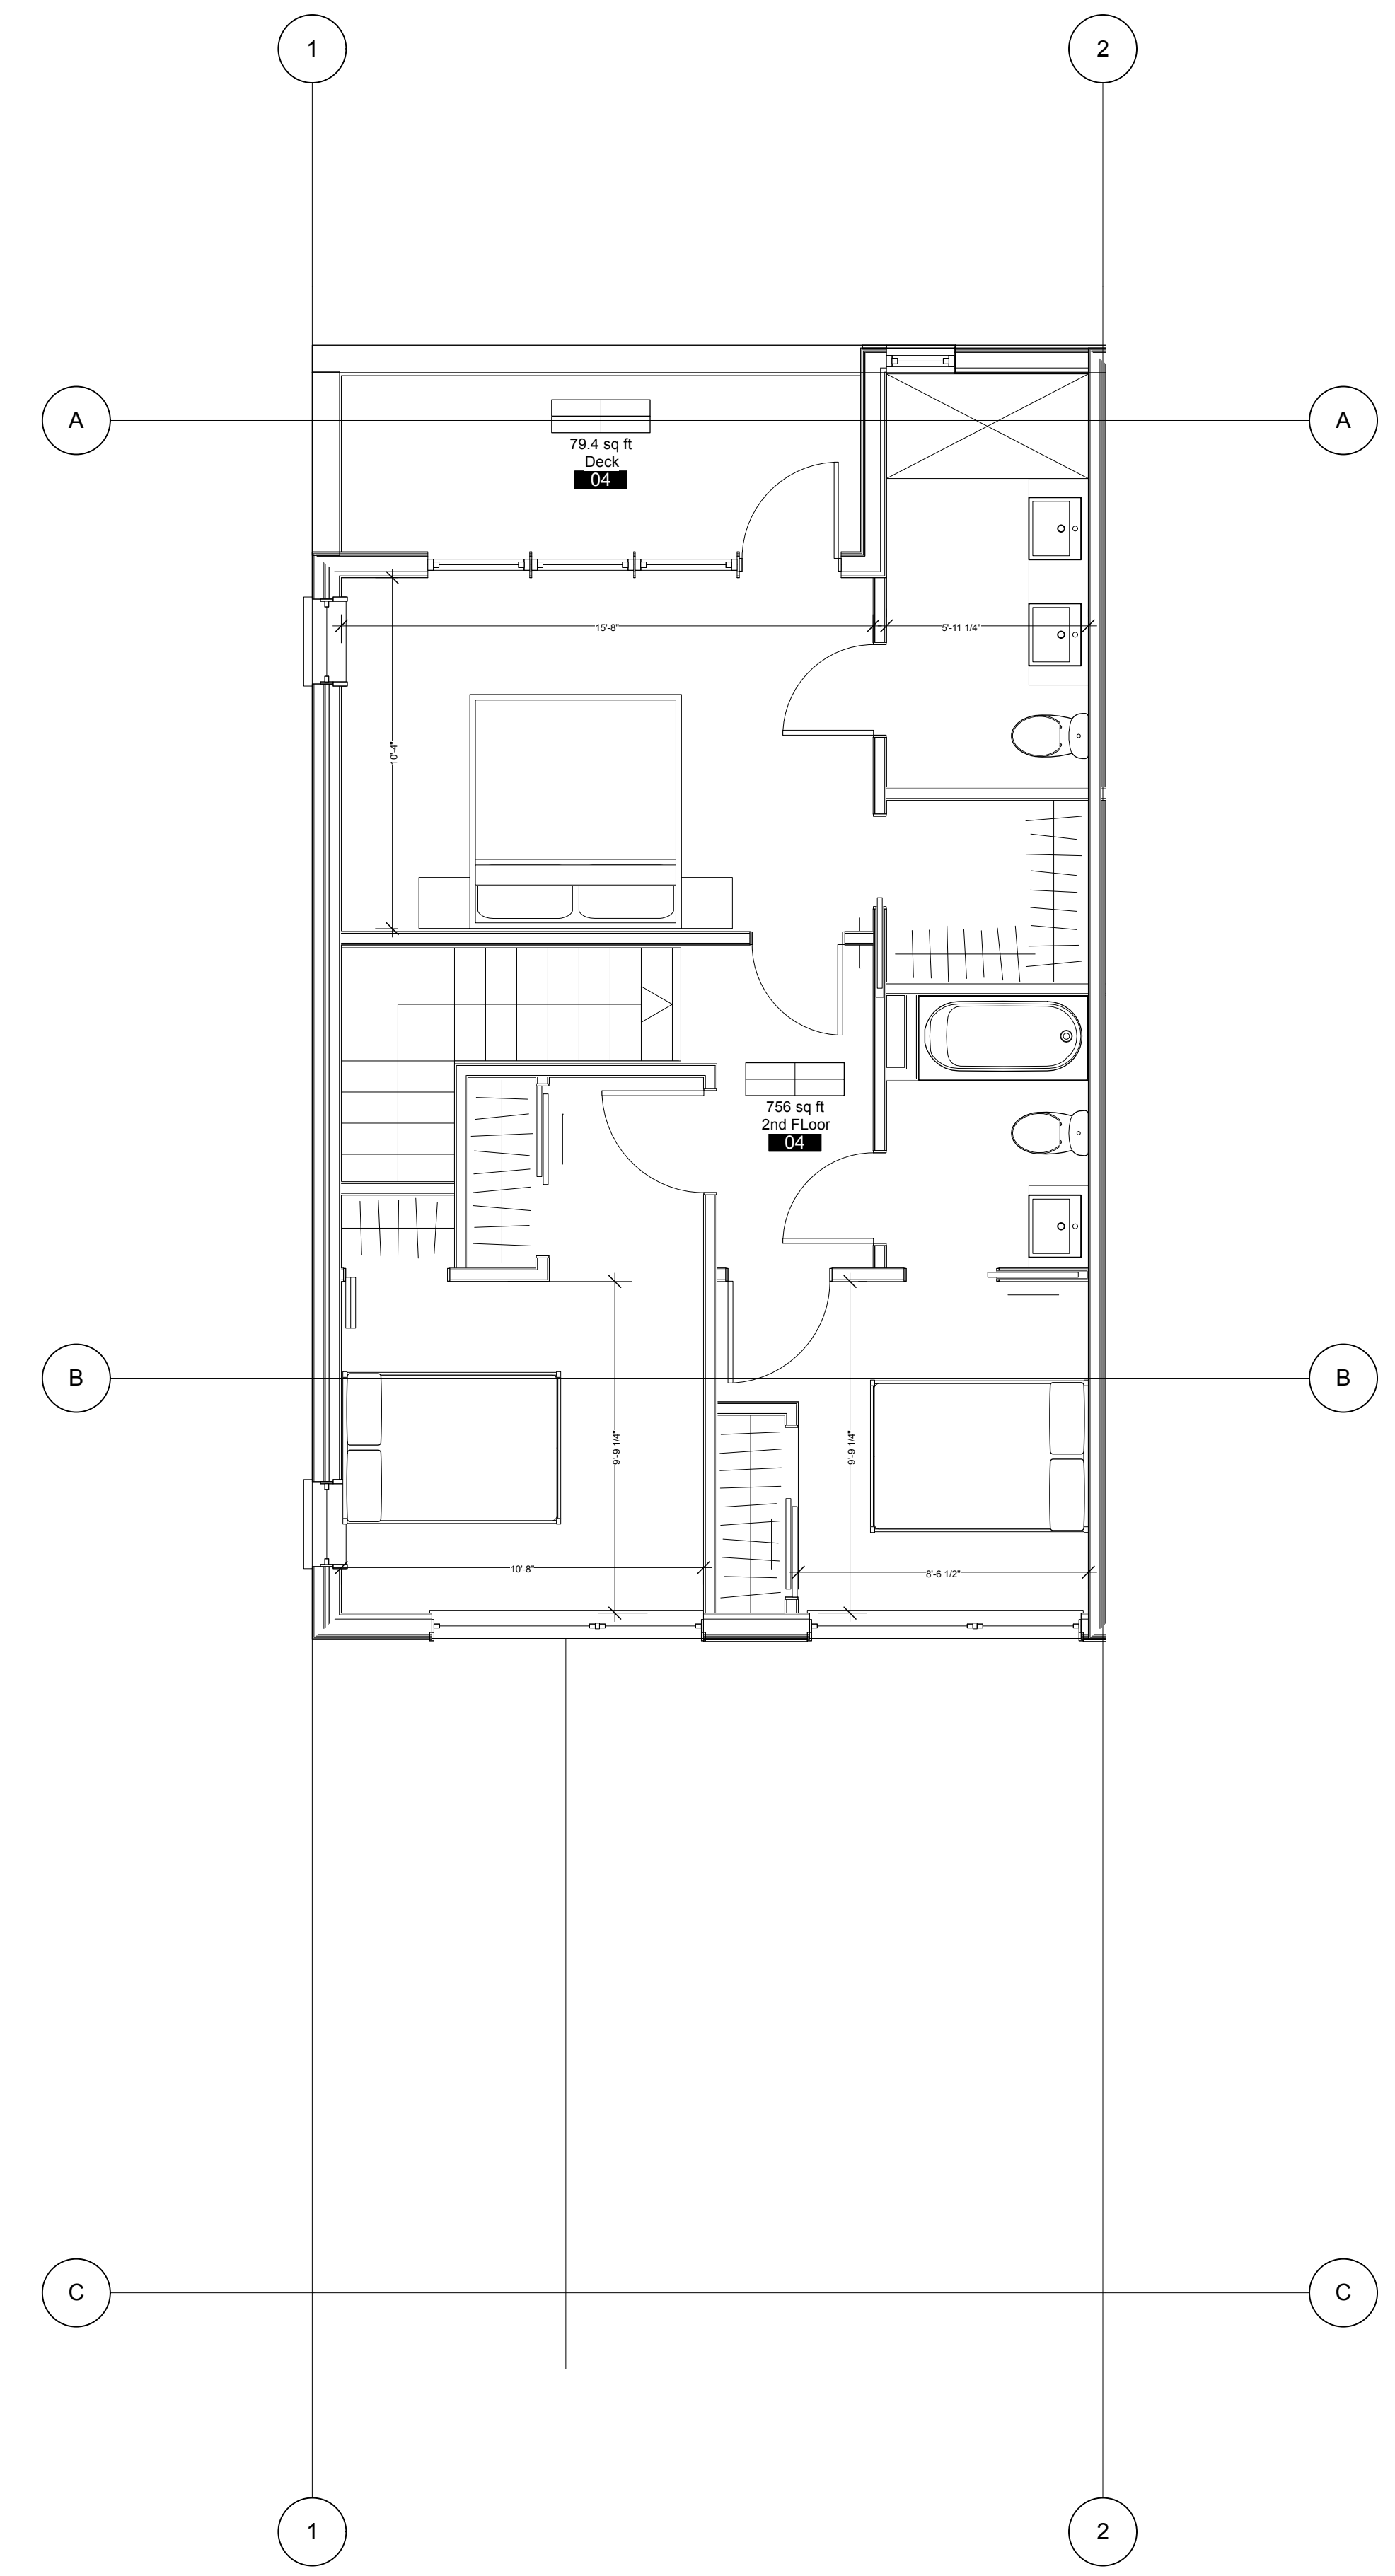 1
2
A
A
79.4 sq ft
Deck
04
15'-8"
5'-11 1/4"
10'-4"
756 sq ft
2nd FLoor
04
B
B
9'-9 1/4"
9'-9 1/4"
10'-8"
8'-6 1/2"
C
C
1
2